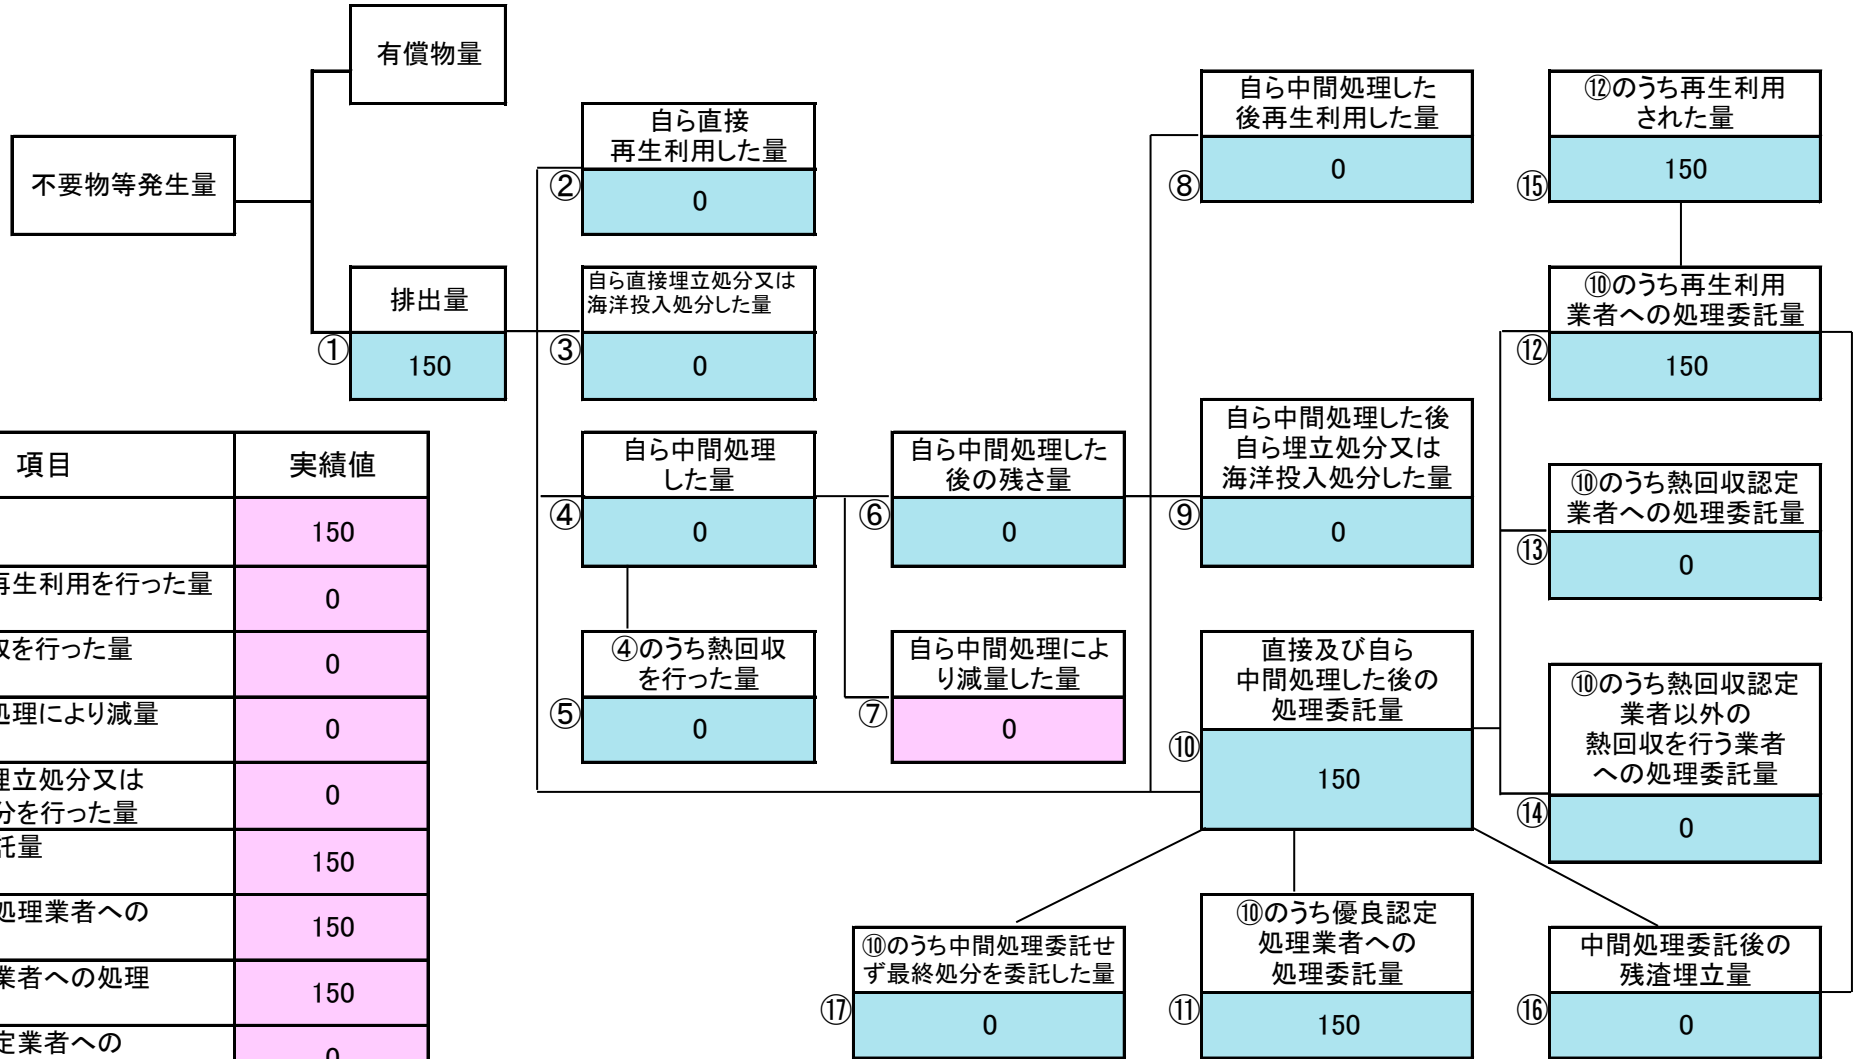 有償物量
不要物等発生量
排出量
①
150
自ら直接
再生利用した量
②
0
自ら直接埋立処分又は
海洋投入処分した量
③
0
自ら中間処理
した量
④
0
④のうち熱回収
を行った量
⑤
0
自ら中間処理した
後の残さ量
⑥
0
自ら中間処理によ
り減量した量
⑦
0
自ら中間処理した
後再生利用した量
⑧
0
自ら中間処理した後
自ら埋立処分又は
海洋投入処分した量
⑨
0
直接及び自ら
中間処理した後の
処理委託量
⑩
150
⑩のうち優良認定
処理業者への
処理委託量
⑪
150
⑩のうち再生利用
業者への処理委託量
⑫
150
⑩のうち熱回収認定
業者への処理委託量
⑬
0
⑩のうち熱回収認定
業者以外の
熱回収を行う業者
への処理委託量
⑭
0
⑫のうち再生利用
された量
⑮
150
中間処理委託後の
残渣埋立量
⑯
0
⑩のうち中間処理委託せ
ず最終処分を委託した量
⑰
0
項目 実績値
150
再生利用を行った量 0
を行った量 0
処理により減量 0
埋立処分又は
分を行った量 0
託量 150
処理業者への 150
業者への処理 150
定業者への 0